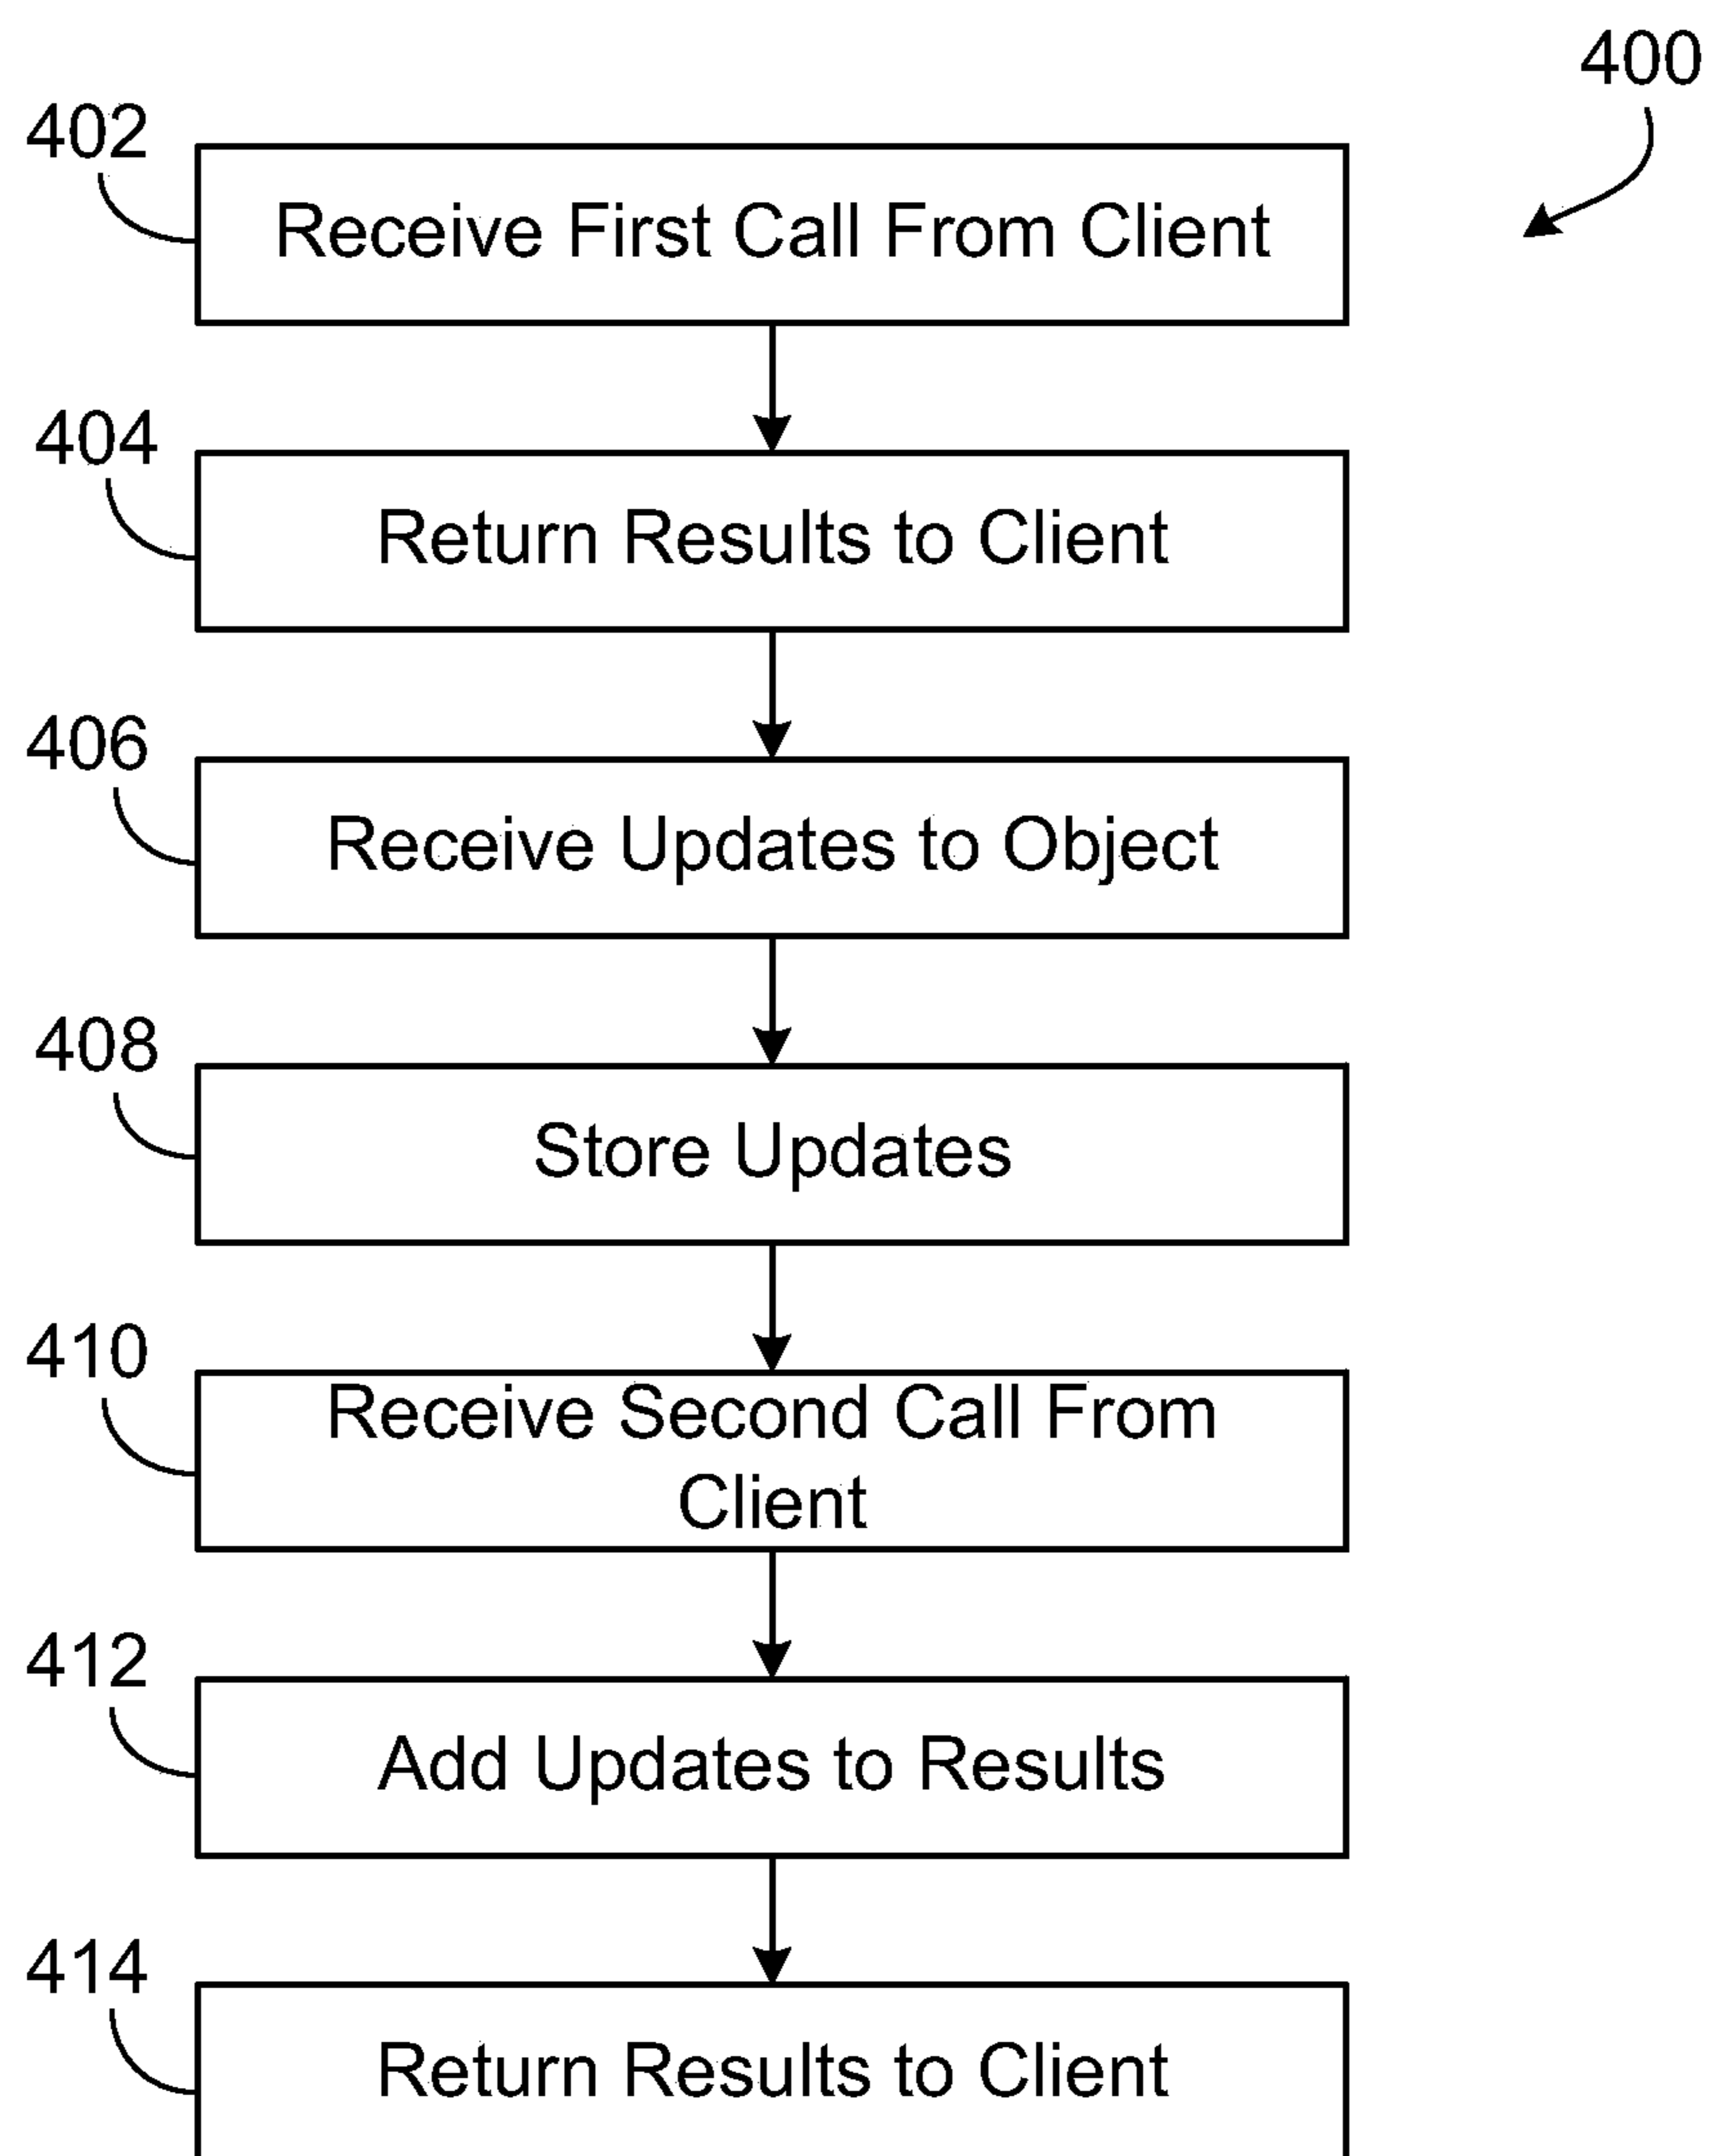 400
402
Receive First Call From Client
404
Return Results to Client
406
Receive Updates to Object
408
Store Updates
410
Receive Second Call From
Client
412
Add Updates to Results
414
Return Results to Client